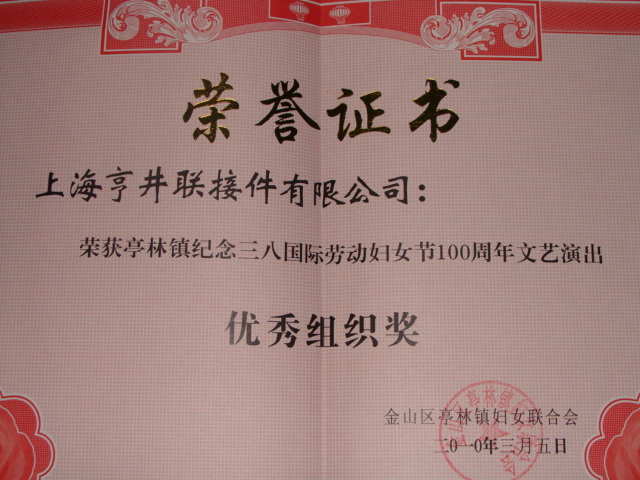 荣誉证书
上海亨井联接件有限公司：
荣获亭林镇纪念三八国际劳动妇女节100周年文艺演出
优秀组织奖
金山区亭林镇妇女联合会
二〇一〇年三月五日